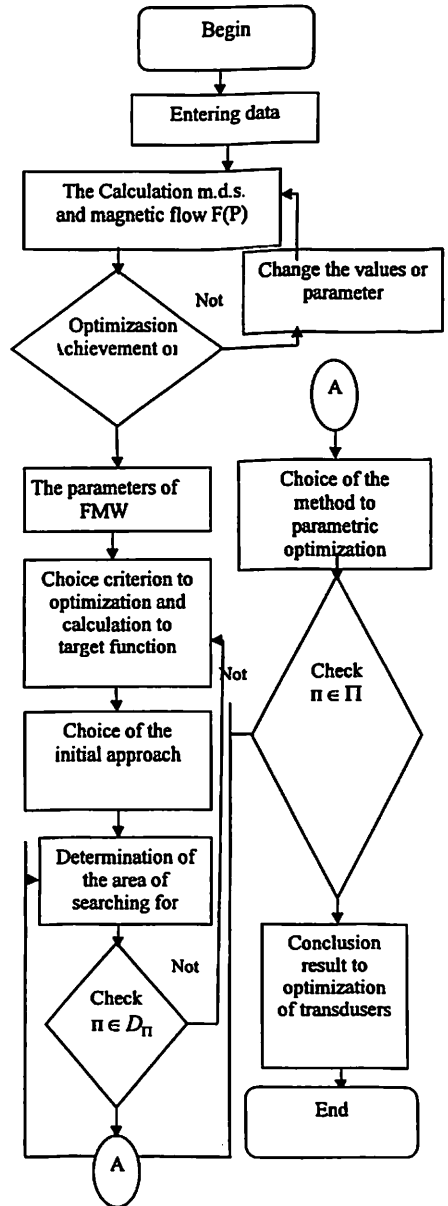 Begin
Entering data
The Calculation m.d.s.
and magnetic flow F(P)
Change the values or
parameter
Not
Optimizasion
A
The parameters of
FMW
Choice of the
method to
parametric
optimization
Choice criterion to
optimization and
calculation to
target function
Not
Check
п ∈ П
Choice of the
initial approach
Determination of
the area of
searching for
Not
Check
п ∈ D_П
Conclusion
result to
optimization
of transdusers
End
A